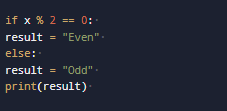 if x % 2 == 0:
result = "Even"
else:
result = "Odd"
print(result)